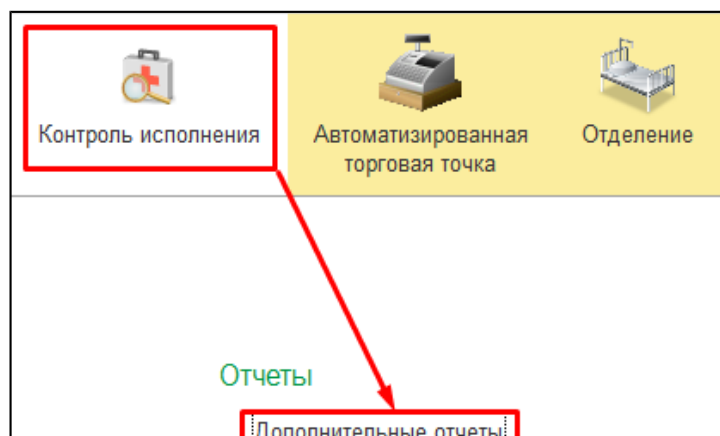 Контроль исполнения
Автоматизированная
торговая точка
Отделение
Отчеты
Дополнительные отчеты